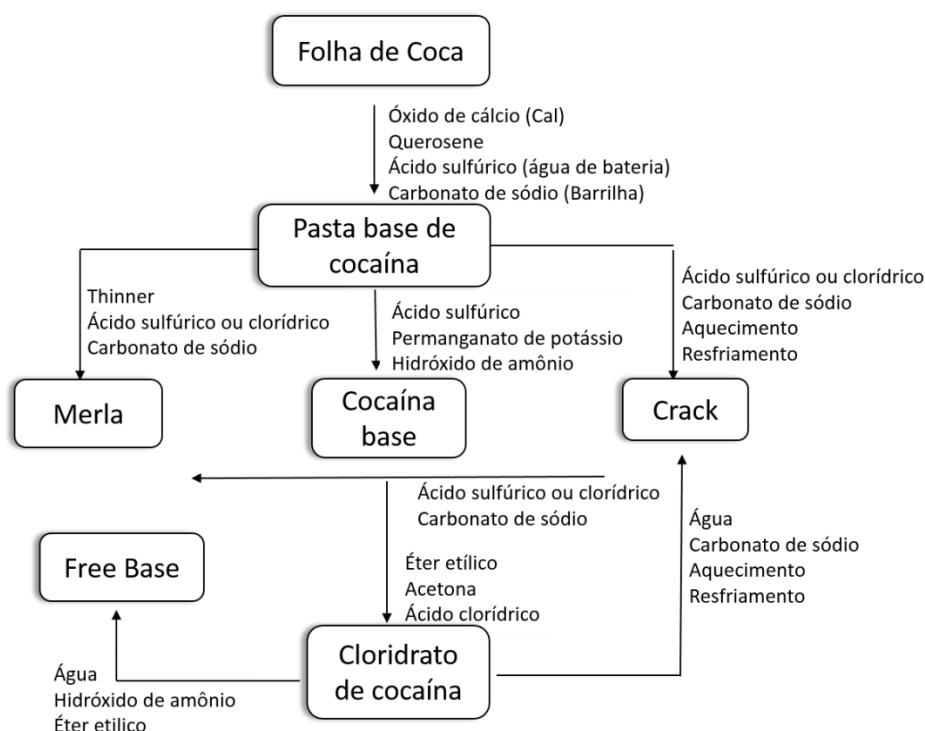 Folha de Coca
Óxido de cálcio (Cal)
Querosene
Ácido sulfúrico (água de bateria)
Carbonato de sódio (Barrilha)
Pasta base de
cocaína
Thinner
Ácido sulfúrico ou clorídrico
Carbonato de sódio
Ácido sulfúrico
Permanganato de potássio
Hidróxido de amônio
Ácido sulfúrico ou clorídrico
Carbonato de sódio
Aquecimento
Resfriamento
Merla
Cocaína
base
Crack
Ácido sulfúrico ou clorídrico
Carbonato de sódio
Água
Carbonato de sódio
Aquecimento
Resfriamento
Free Base
Éter etílico
Acetona
Ácido clorídrico
Cloridrato
de cocaína
Água
Hidróxido de amônio
Éter etilico